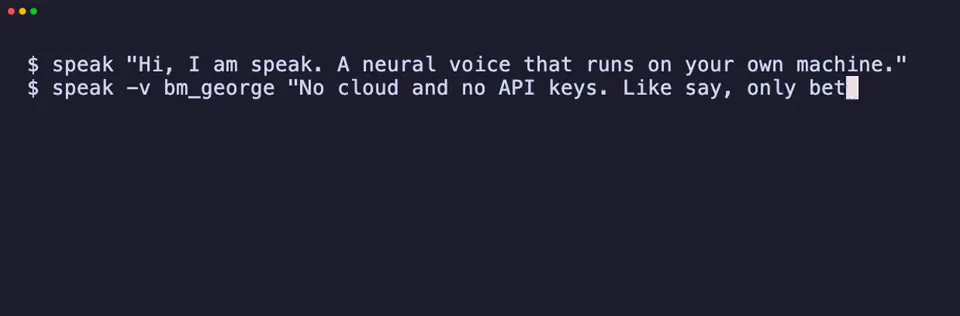 $ speak "Hi, I am speak. A neural voice that runs on your own machine."
$ speak -v bm_george "No cloud and no API keys. Like say, only bet